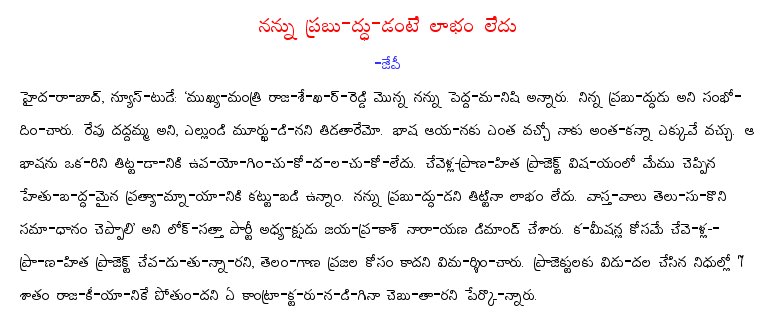 నన్ను ప్రబు-ద్ధు-డంటే లాభం లేదు
-జేపీ
హైద-రా-బాద్, న్యూస్-టుడే: 'ముఖ్య-మంత్రి రాజ-శే-ఖ-ర్-రెడ్డి మొన్న నన్ను పెద్ద-మ-నిషి అన్నారు. నిన్న ప్రబు-ద్ధుడు అని సంభో-
దిం-చారు. రేపు దద్దమ్మ అని, ఎల్లుండి మూర్ఖు-డి-నని తిడతారేమో. భాష ఆయ-నకు ఎంత వచ్చో నాకు అంత-కన్నా ఎక్కువే వచ్చు. ఆ
భాషను ఒక-రిని తిట్ట-డా-నికి ఉప-యో-గిం-చు-కో-ద-ల-చు-కో-లేదు. చేవెళ్ల-ప్రాణ-హిత ప్రాజెక్ట్ విష-యంలో మేము చెప్పిన
హేతు-బ-ద్ధ-మైన ప్రత్యా-మ్నా-యా-నికి కట్టు-బడి ఉన్నాం. నన్ను ప్రబు-ద్ధు-డని తిట్టినా లాభం లేదు. వాస్త-వాలు తెలు-సు-కొని
సమా-ధానం చెప్పాలి' అని లోక్-సత్తా పార్టీ అధ్య-క్షుడు జయ-ప్ర-కాశ్ నారా-యణ డిమాండ్ చేశారు. క-మీషన్ల కోసమే చేవె-ళ్ల--
ప్రా-ణ-హిత ప్రాజెక్ట్ చేప-డు-తు-న్నా-రని, తెలం-గాణ ప్రజల కోసం కాదని విమ-ర్శిం-చారు. ప్రాజెక్టులకు విడు-దల చేసిన నిధుల్లో
శాతం రాజ-కీ-యా-నికే పోతుం-దని ఏ కాంట్రా-క్ట-రు-న-డి-గినా చెబు-తా-రని పేర్కొ-న్నారు.